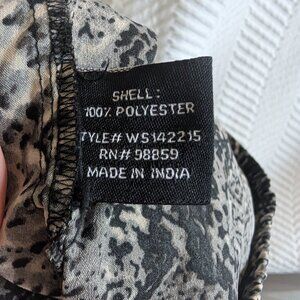 SHELL:
100% POLYESTER
TYLE# WS142215
RN# 98859
MADE IN INDIA